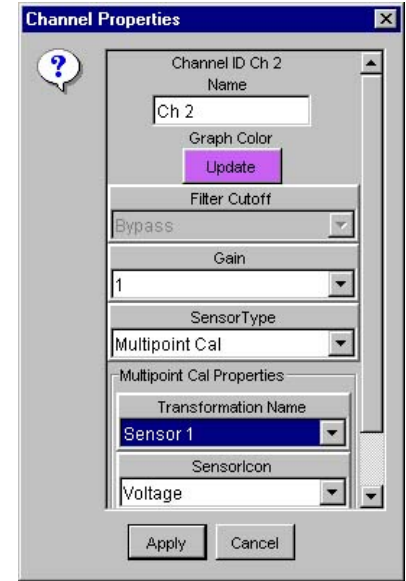 Channel Properties
Channel ID Ch 2
Name
Ch 2
Graph Color
Update
Filter Cutoff
Bypass
Gain
1
SensorType
Multipoint Cal
Multipoint Cal Properties
Transformation Name
Sensor 1
SensorIcon
Voltage
Apply Cancel